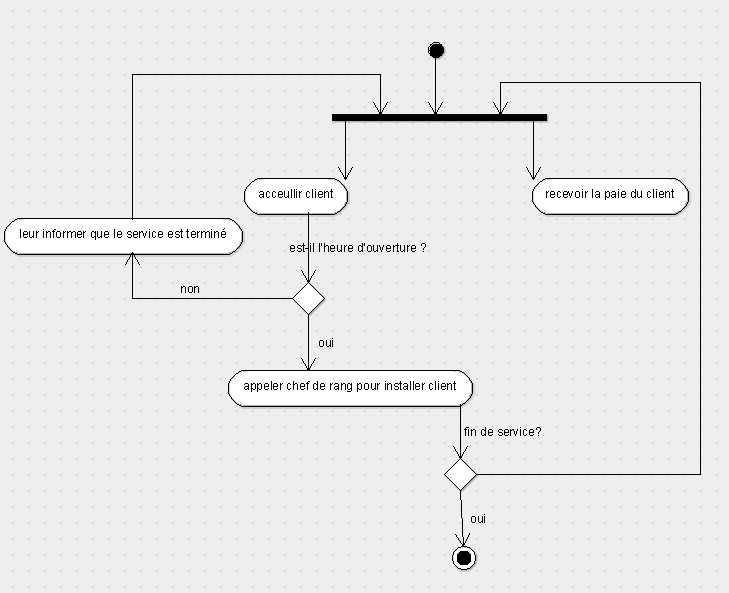 acceullir client
recevoir la paie du client
leur informer que le service est terminé
est-il l'heure d'ouverture ?
non
oui
appeler chef de rang pour installer client
fin de service?
oui